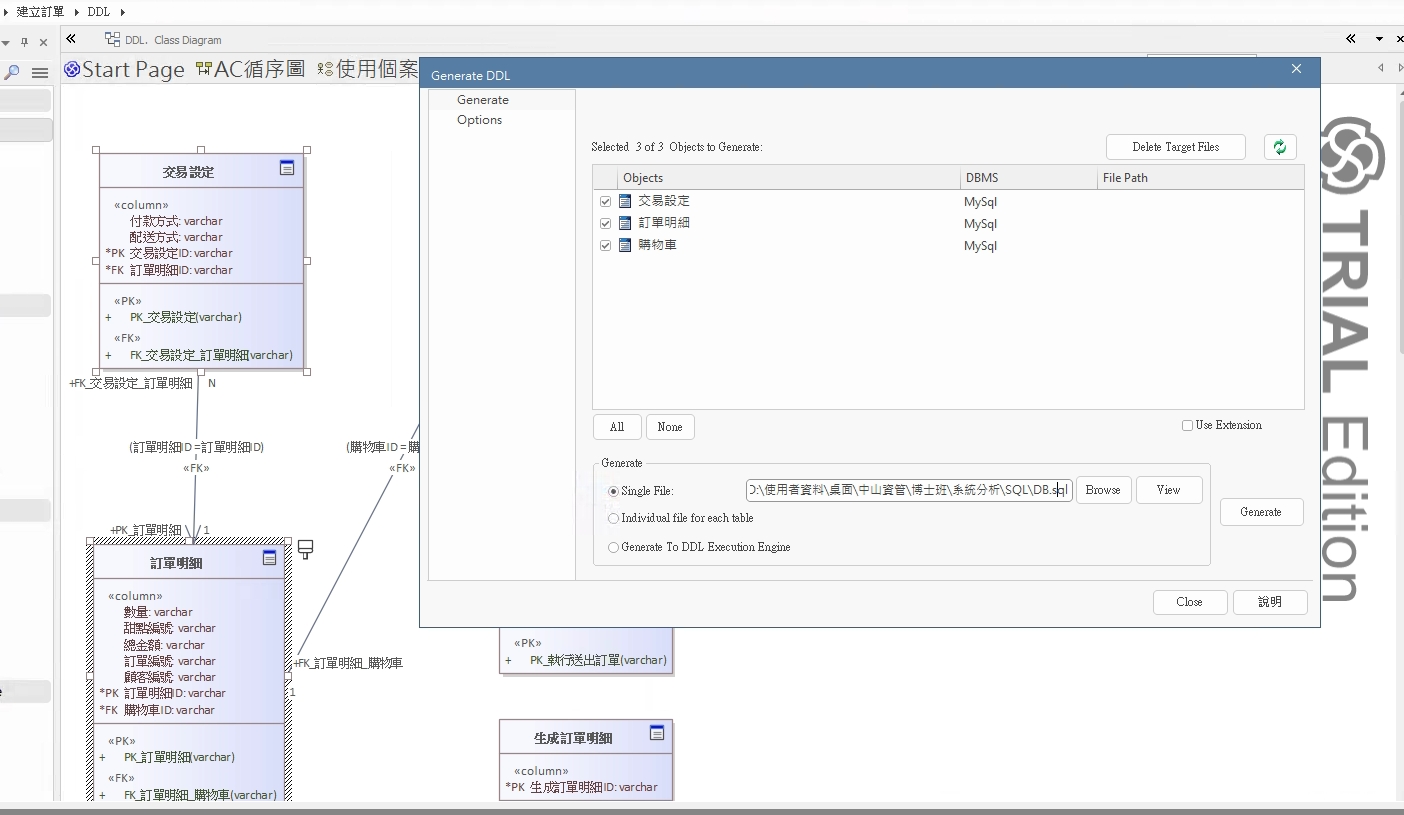 建立訂單 DDL
DDL. Class Diagram
Start Page AC循序圖 使用個案
交易設定
«column»
付款方式: varchar
配送方式: varchar
*PK 交易設定ID: varchar
*FK 訂單明細ID: varchar
«PK»
+ PK_交易設定(varchar)
«FK»
+ FK_交易設定_訂單明細(varchar)
+FK_交易設定_訂單明細 N
(訂單明細ID = 訂單明細ID)
«FK»
+PK_訂單明細 1
(購物車ID = 購
«FK»
訂單明細
«column»
數量: varchar
甜點編號: varchar
總金額: varchar
訂單編號: varchar
顧客編號: varchar
*PK 訂單明細ID: varchar
*FK 購物車ID: varchar
«PK»
+ PK_訂單明細(varchar)
«FK»
+ FK_訂單明細_購物車(varchar)
+FK_訂單明細_購物車
1
«PK»
+ PK_執行送出訂單(varchar)
生成訂單明細
«column»
*PK 生成訂單明細ID: varchar
Generate DDL
Generate
Options
Selected 3 of 3 Objects to Generate:
Delete Target Files
Objects DBMS File Path
交易設定 MySql
訂單明細 MySql
購物車 MySql
All None
Use Extension
Generate
Single File: D:\使用者資料\桌面\中山資管\博士班\系統分析\SQL\DB.sql Browse View
Individual file for each table
Generate To DDL Execution Engine
Generate
Close 說明
TRIAL Edition